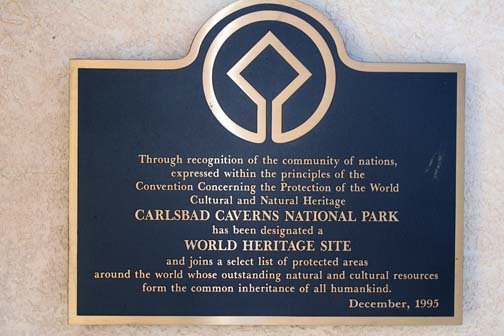 Through recognition of the community of nations,
expressed within the principles of the
Convention Concerning the Protection of the World
Cultural and Natural Heritage
CARLSBAD CAVERNS NATIONAL PARK
has been designated a
WORLD HERITAGE SITE
and joins a select list of protected areas
around the world whose outstanding natural and cultural resources
form the common inheritance of all humankind.
December, 1995